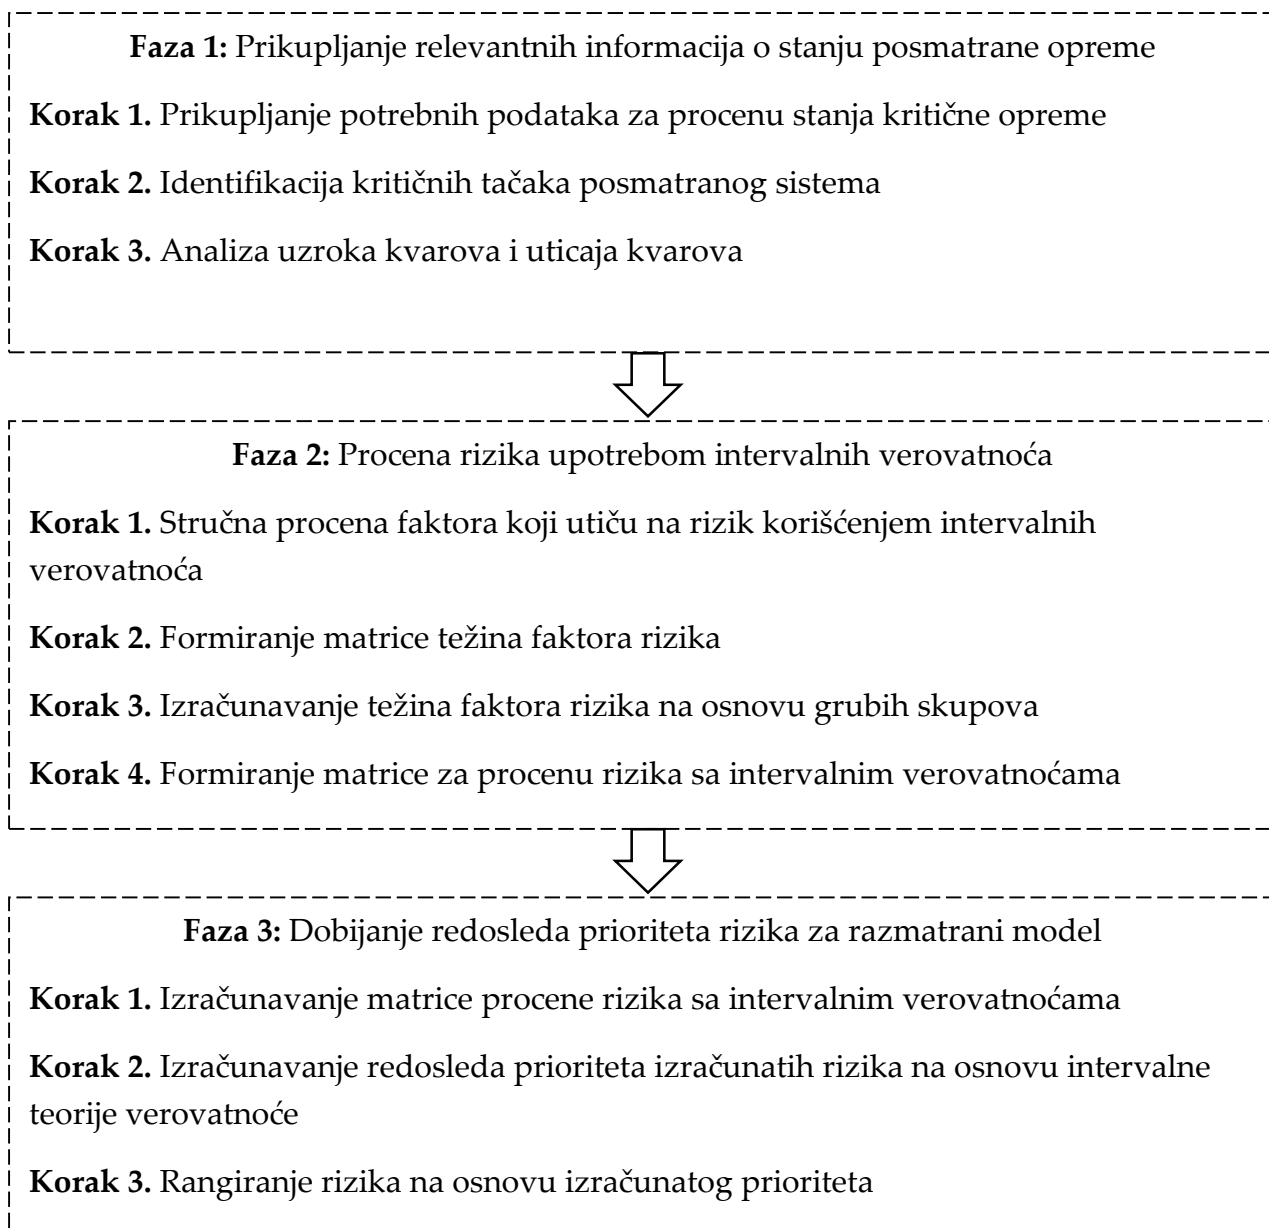 Faza 1: Prikupljanje relevantnih informacija o stanju posmatrane opreme
Korak 1. Prikupljanje potrebnih podataka za procenu stanja kritične opreme
Korak 2. Identifikacija kritičnih tačaka posmatranog sistema
Korak 3. Analiza uzroka kvarova i uticaja kvarova
Faza 2: Procena rizika upotrebom intervalnih verovatnoća
Korak 1. Stručna procena faktora koji utiču na rizik korišćenjem intervalnih
verovatnoća
Korak 2. Formiranje matrice težina faktora rizika
Korak 3. Izračunavanje težina faktora rizika na osnovu grubih skupova
Korak 4. Formiranje matrice za procenu rizika sa intervalnim verovatnoćama
Faza 3: Dobijanje redosleda prioriteta rizika za razmatrani model
Korak 1. Izračunavanje matrice procene rizika sa intervalnim verovatnoćama
Korak 2. Izračunavanje redosleda prioriteta izračunatih rizika na osnovu intervalne
teorije verovatnoće
Korak 3. Rangiranje rizika na osnovu izračunatog prioriteta